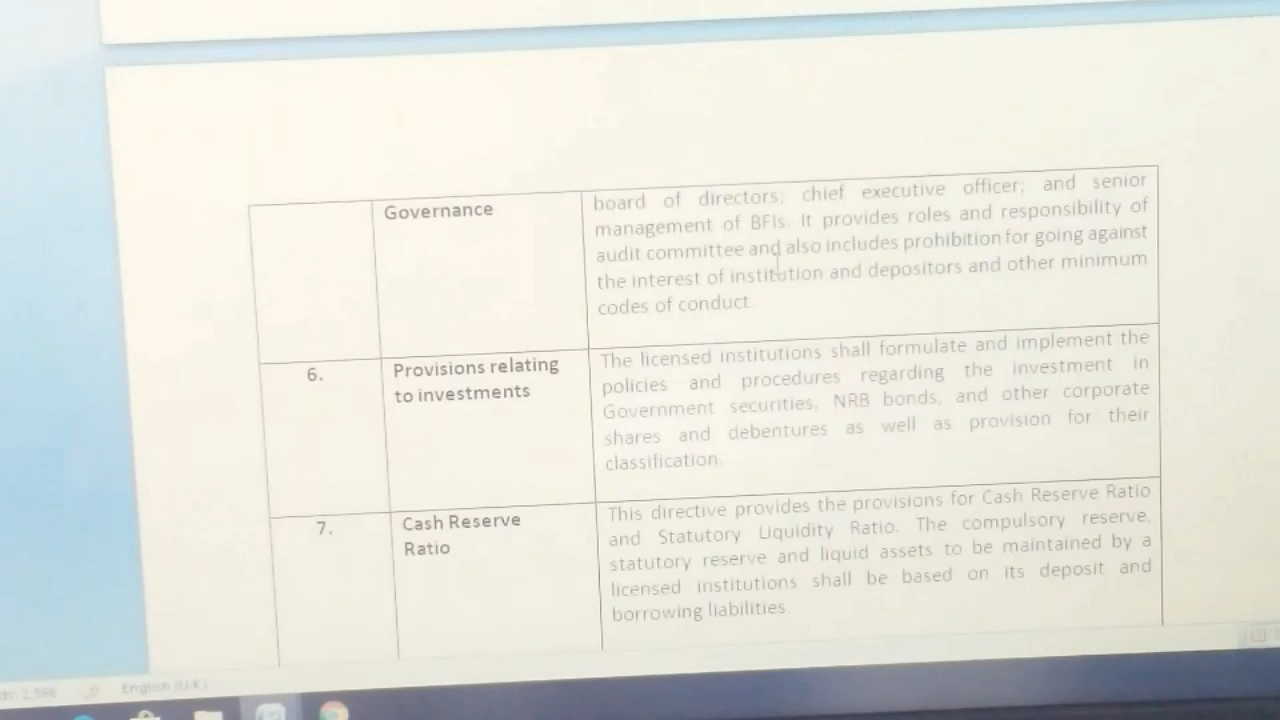 Governance
board of directors; chief executive officer; and senior
management of BFIs. It provides roles and responsibility of
audit committee and also includes prohibition for going against
the interest of institution and depositors and other minimum
codes of conduct.
6.
Provisions relating
to investments
The licensed institutions shall formulate and implement the
policies and procedures regarding the investment in
Government securities, NRB bonds, and other corporate
shares and debentures as well as provision for their
classification.
7.
Cash Reserve
Ratio
This directive provides the provisions for Cash Reserve Ratio
and Statutory Liquidity Ratio. The compulsory reserve,
statutory reserve and liquid assets to be maintained by a
licensed institutions shall be based on its deposit and
borrowing liabilities.
2,596
English (U.K.)